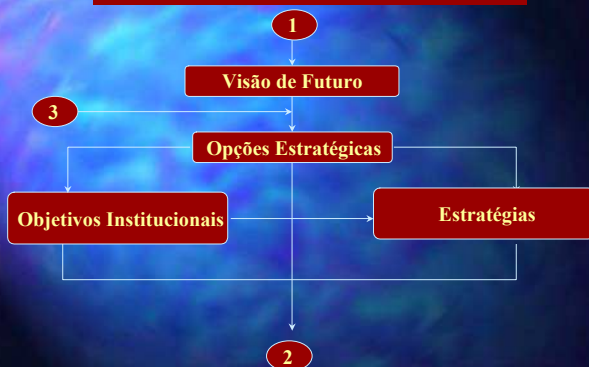 1
Visão de Futuro
3
Opções Estratégicas
Objetivos Institucionais
Estratégias
2